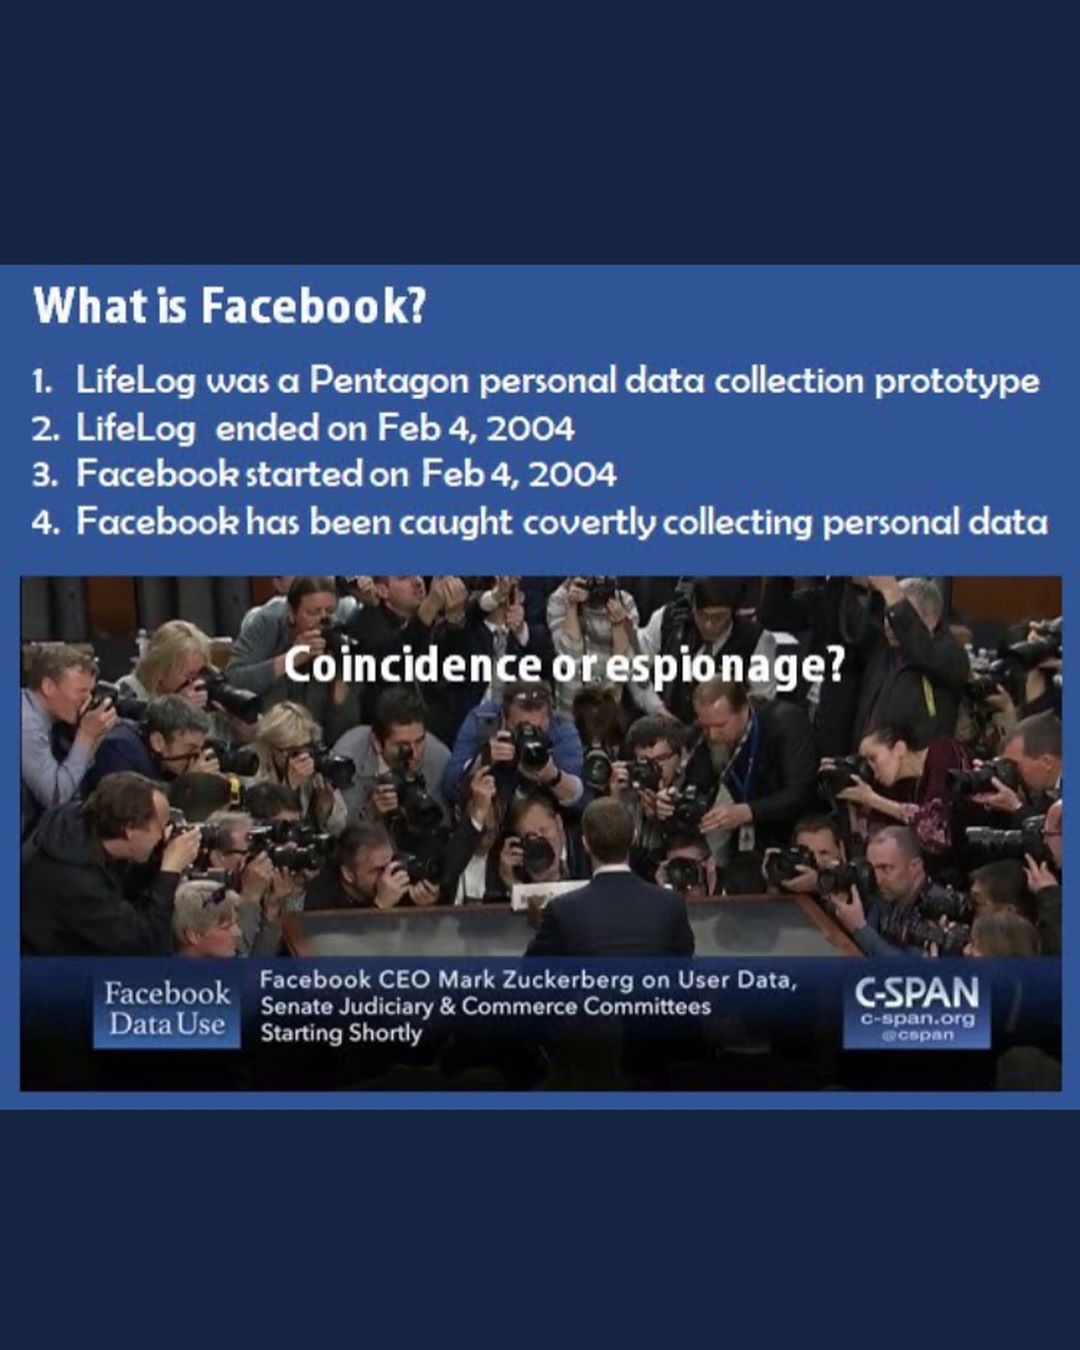 What is Facebook?
1. LifeLog was a Pentagon personal data collection prototype
2. LifeLog ended on Feb 4, 2004
3. Facebook started on Feb 4, 2004
4. Facebook has been caught covertly collecting personal data
Coincidence or espionage?
Facebook
Data Use
Facebook CEO Mark Zuckerberg on User Data,
Senate Judiciary & Commerce Committees
Starting Shortly
C-SPAN
c-span.org
@cspan